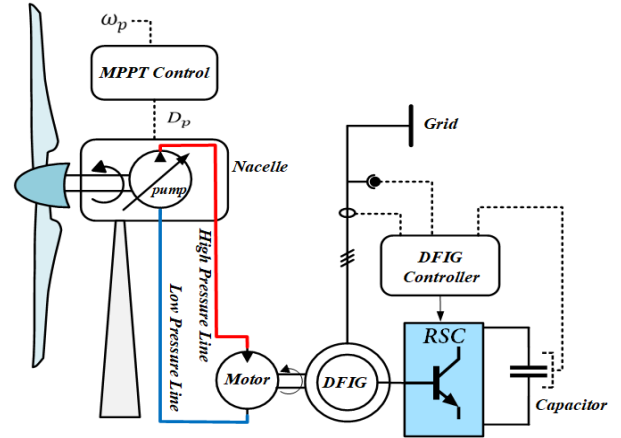 ωₚ
MPPT Control
Dₚ
Nacelle
pump
High Pressure Line
Low Pressure Line
Motor
DFIG
Grid
DFIG
Controller
RSC
Capacitor